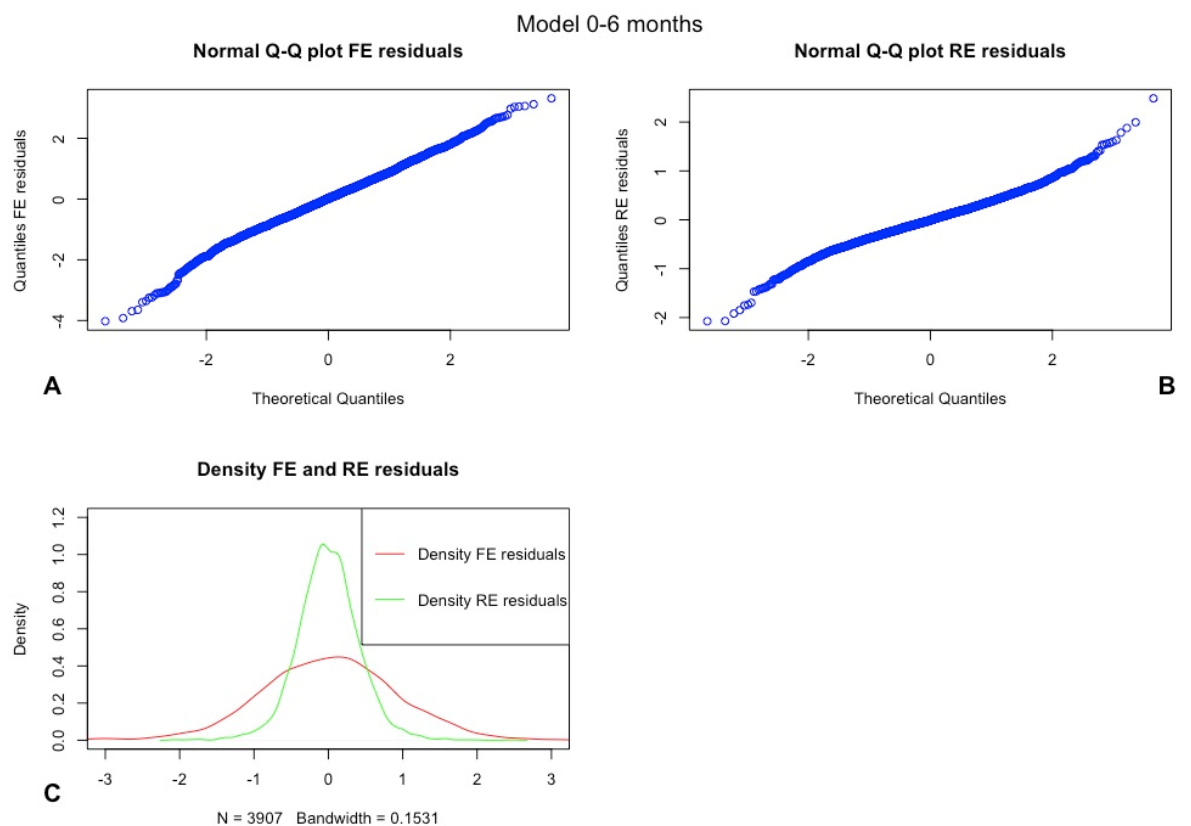 Model 0-6 months
Normal Q-Q plot FE residuals
Quantiles FE residuals
2
0
-2
-4
-2 0 2
Theoretical Quantiles
A
Normal Q-Q plot RE residuals
Quantiles RE residuals
2
1
0
-1
-2
-2 0 2
Theoretical Quantiles
B
Density FE and RE residuals
Density
1.2
1.0
0.8
0.6
0.4
0.2
0.0
Density FE residuals
Density RE residuals
-3 -2 -1 0 1 2 3
N = 3907 Bandwidth = 0.1531
C